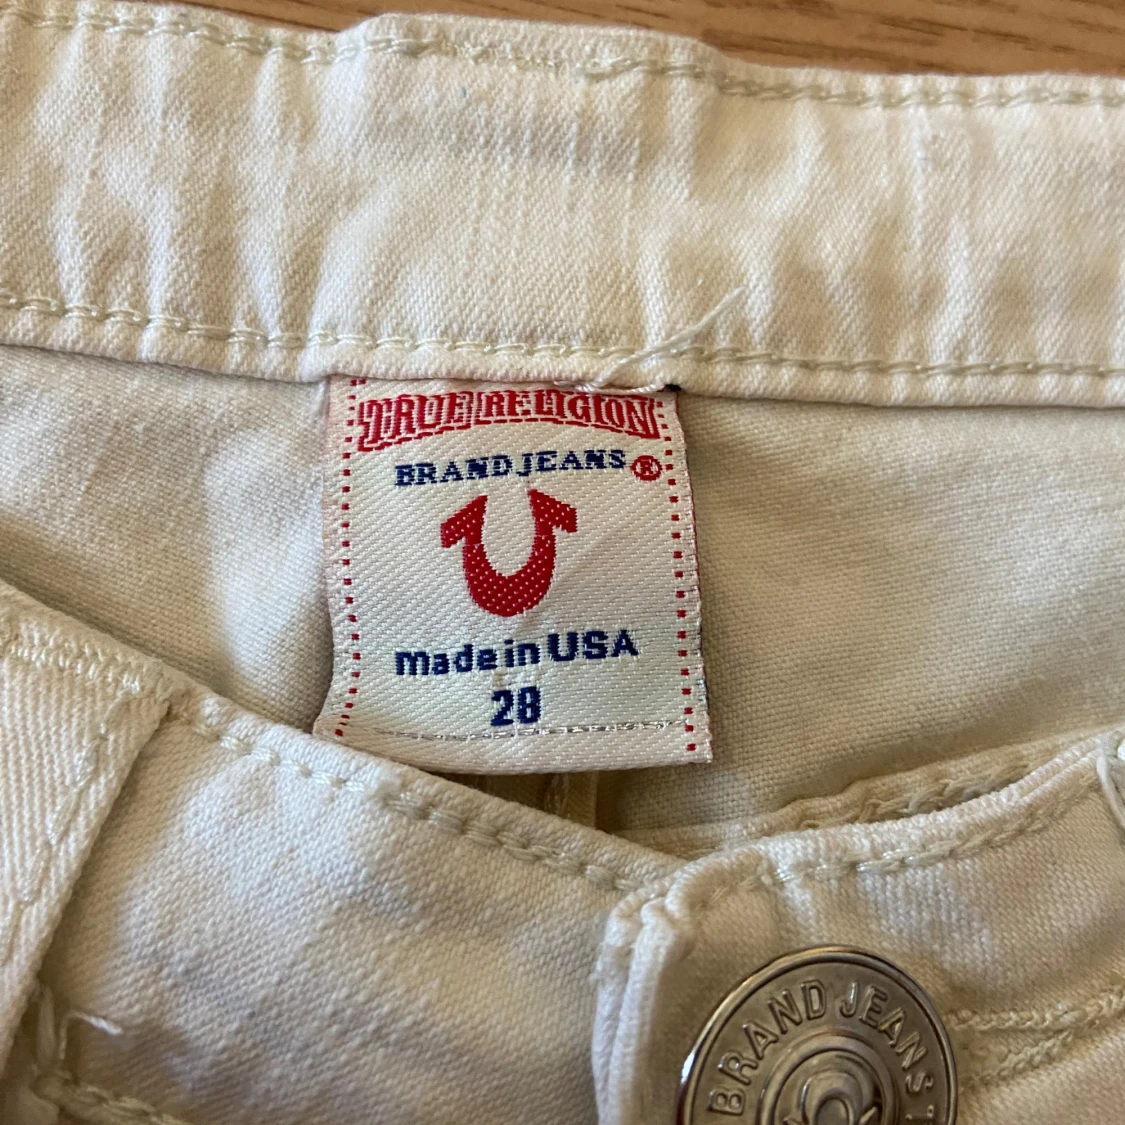 TRUE RELIGION
BRAND JEANS ®
made in USA
28
BRAND JEANS